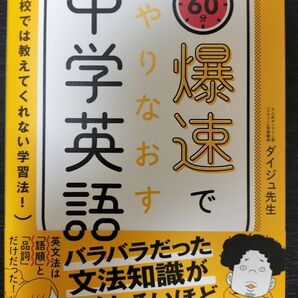 60分
爆速で
やりなおす
中学英語
校では教えてくれない学習法！
ダイジュ先生
英文法は
「語順」と
「品詞」
だけだった！
バラバラだった
文法知識が